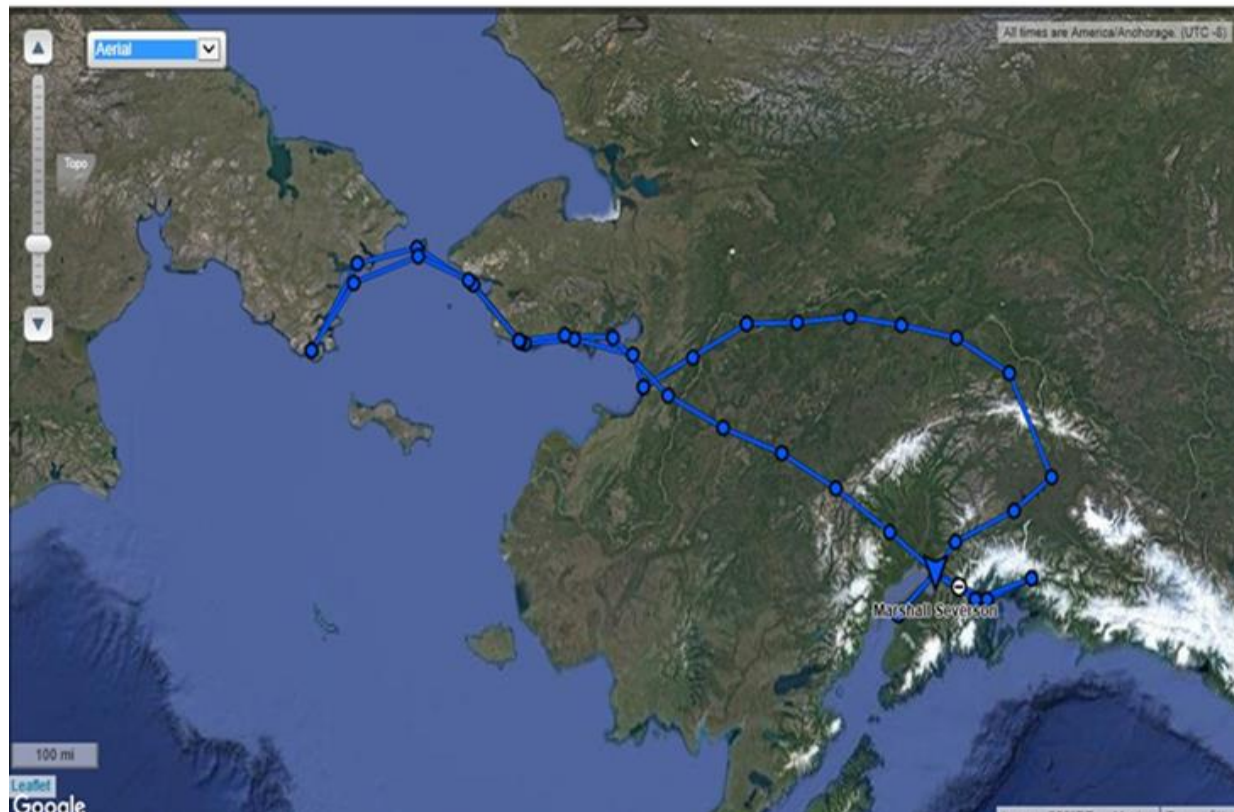 Aerial
All times are America/Anchorage. (UTC -8)
Topo
Marshall Severson
100 mi
Leaflet
Google